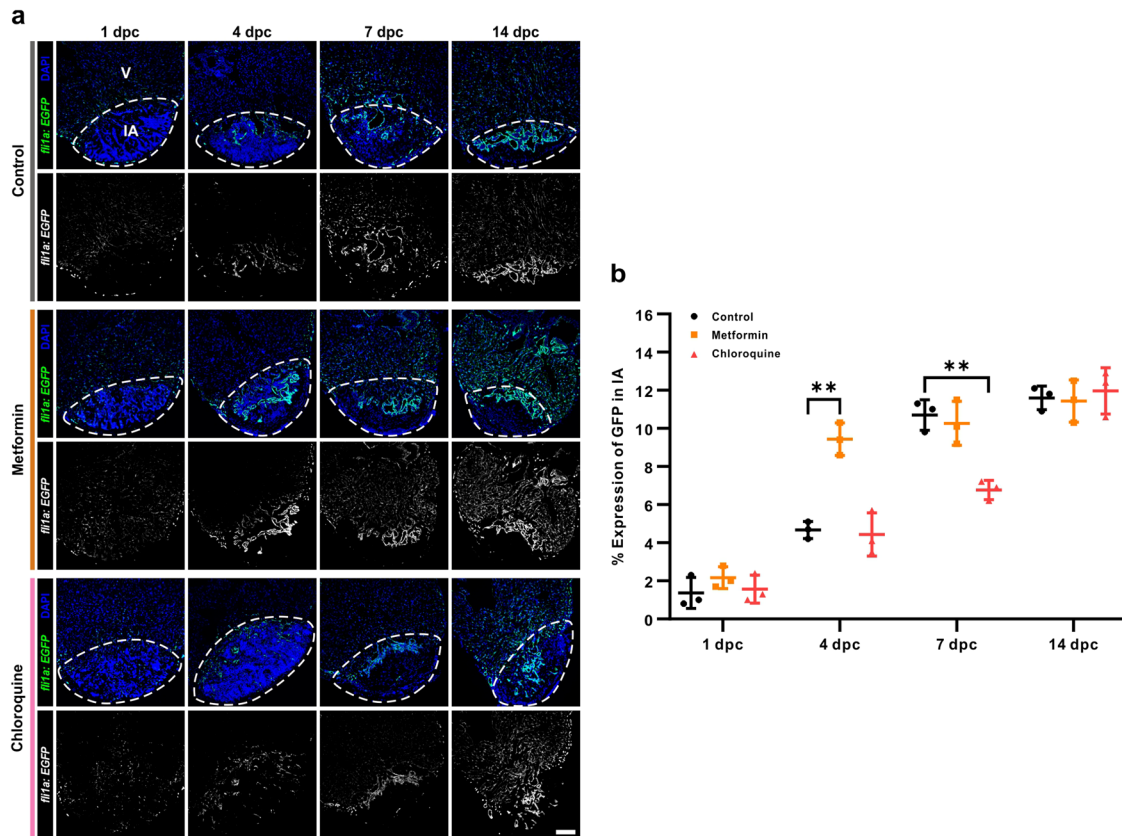 a
1 dpc 4 dpc 7 dpc 14 dpc
Control
fli1a: EGFP DAPI
V
IA
fli1a: EGFP
Metformin
fli1a: EGFP DAPI
fli1a: EGFP
Chloroquine
fli1a: EGFP DAPI
fli1a: EGFP
b
% Expression of GFP in IA
16
14
12
10
8
6
4
2
0
Control
Metformin
Chloroquine
**
**
1 dpc 4 dpc 7 dpc 14 dpc